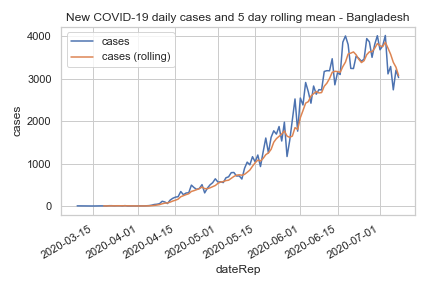 New COVID-19 daily cases and 5 day rolling mean - Bangladesh
cases
cases (rolling)
4000
3000
2000
1000
0
cases
2020-03-15
2020-04-01
2020-04-15
2020-05-01
2020-05-15
2020-06-01
2020-06-15
2020-07-01
dateRep